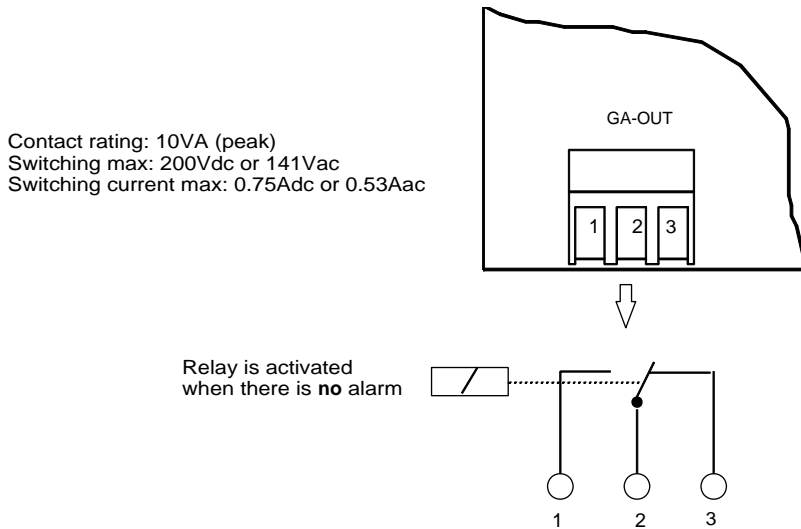 GA-OUT
Contact rating: 10VA (peak)
Switching max: 200Vdc or 141Vac
Switching current max: 0.75Adc or 0.53Aac
1 2 3
Relay is activated
when there is no alarm
1 2 3